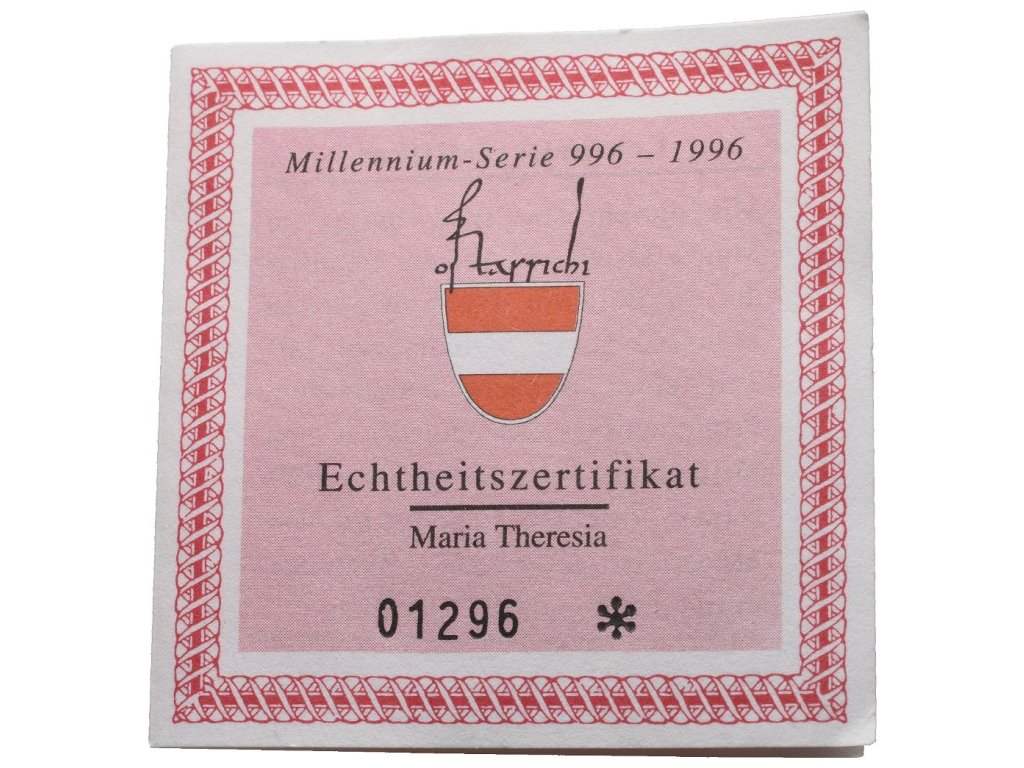 Millennium-Serie 996 – 1996
ostarrichi
Echtheitszertifikat
Maria Theresia
01296 *